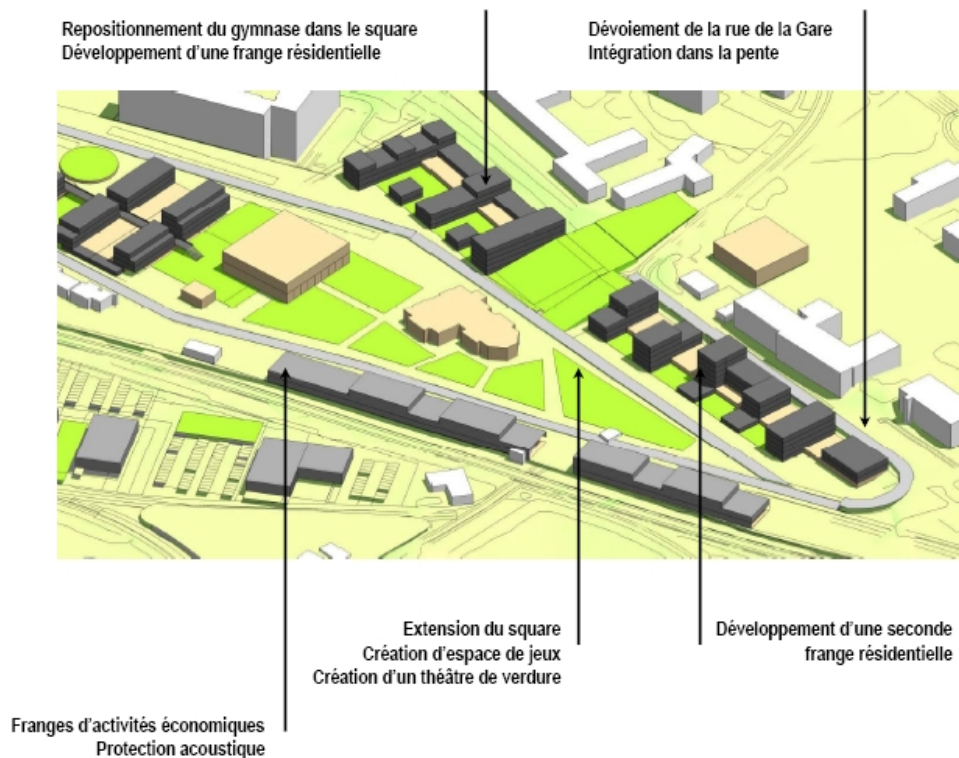 Repositionnement du gymnase dans le square
Développement d'une frange résidentielle
Dévoiement de la rue de la Gare
Intégration dans la pente
Extension du square
Création d'espace de jeux
Création d'un théâtre de verdure
Développement d'une seconde
frange résidentielle
Franges d'activités économiques
Protection acoustique